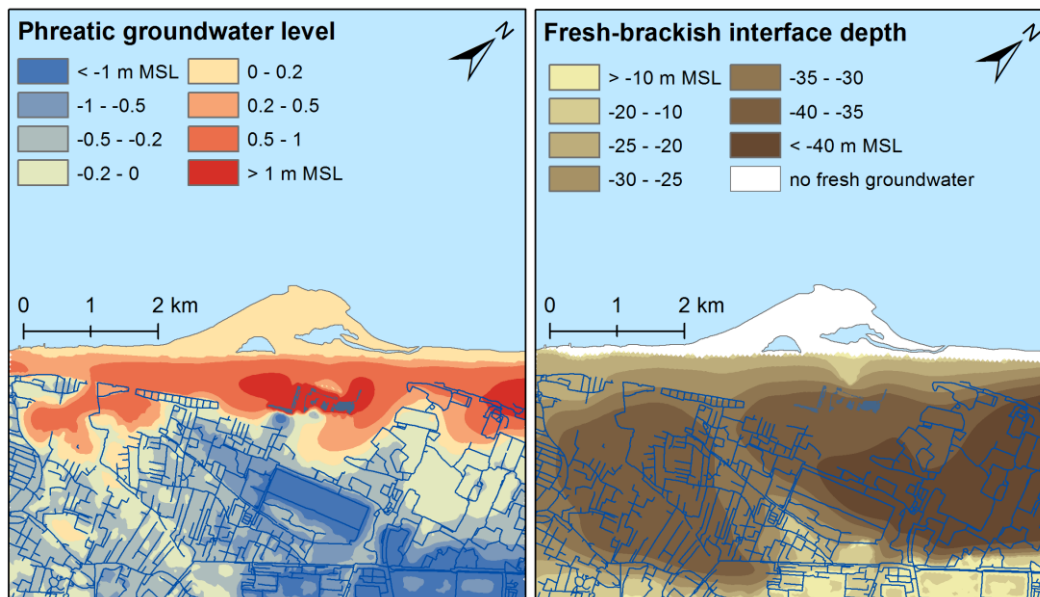 Phreatic groundwater level
N
< -1 m MSL
0 - 0.2
-1 - -0.5
0.2 - 0.5
-0.5 - -0.2
0.5 - 1
-0.2 - 0
> 1 m MSL
0 1 2 km
Fresh-brackish interface depth
N
> -10 m MSL
-35 - -30
-20 - -10
-40 - -35
-25 - -20
< -40 m MSL
-30 - -25
no fresh groundwater
0 1 2 km